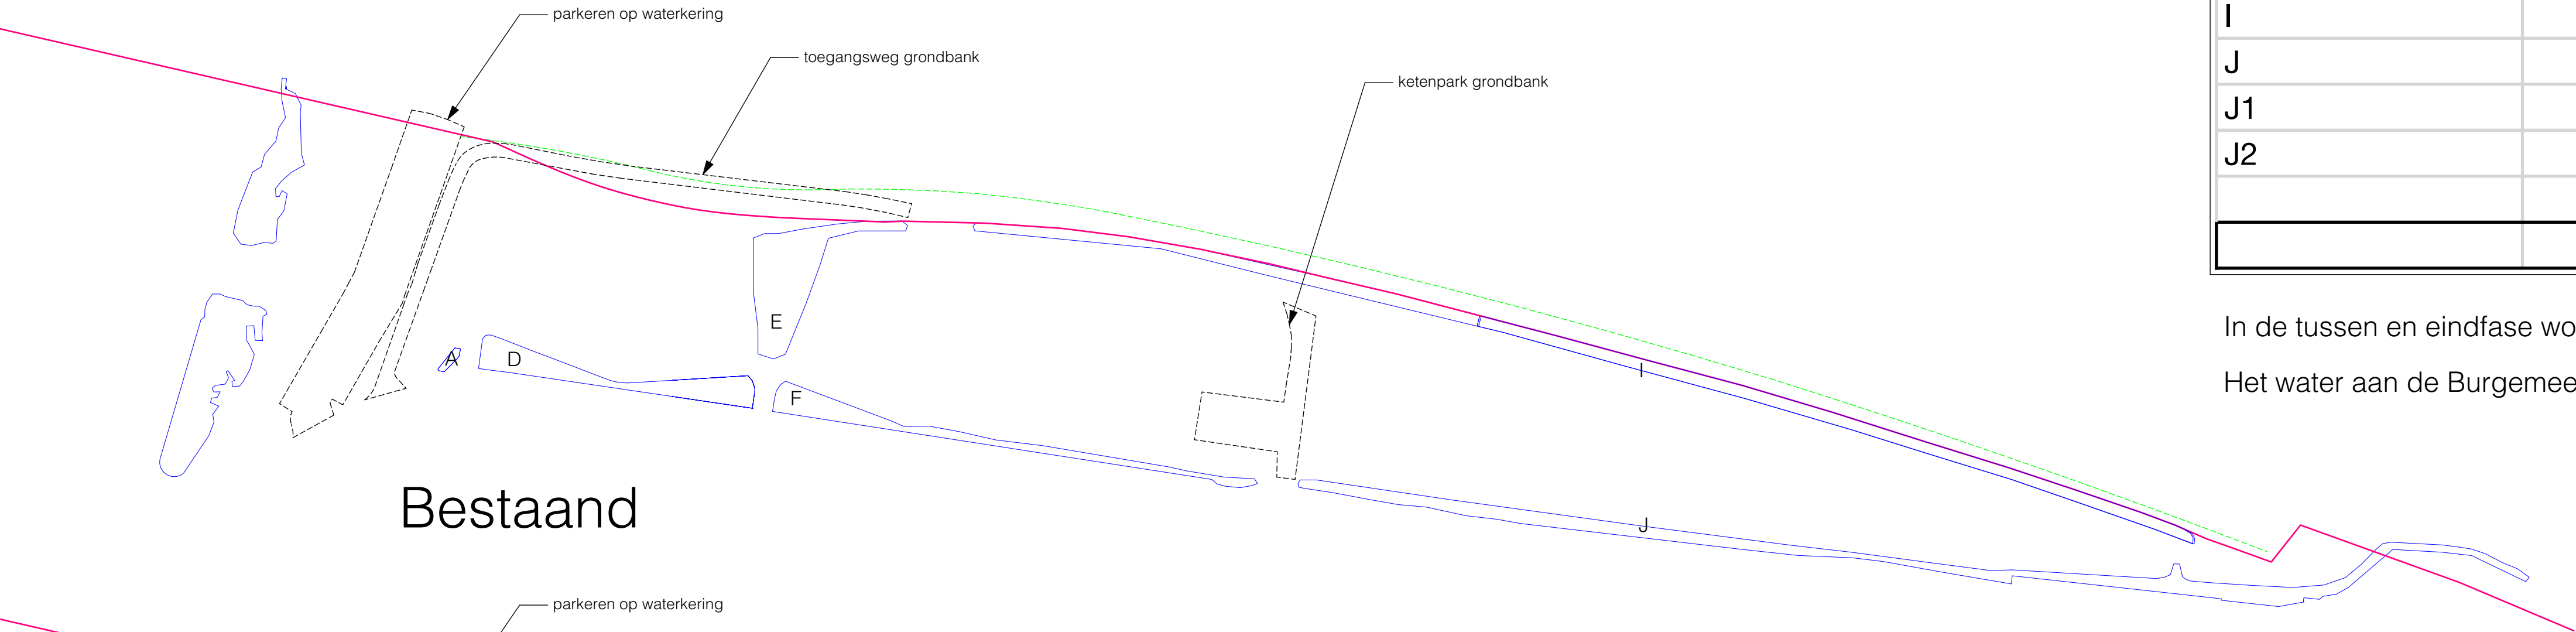 parkeren op waterkering
toegangsweg grondbank
ketenpark grondbank
I
J
J1
J2
In de tussen en eindfase wo
Het water aan de Burgemee
E
A
D
F
I
J
Bestaand
parkeren op waterkering